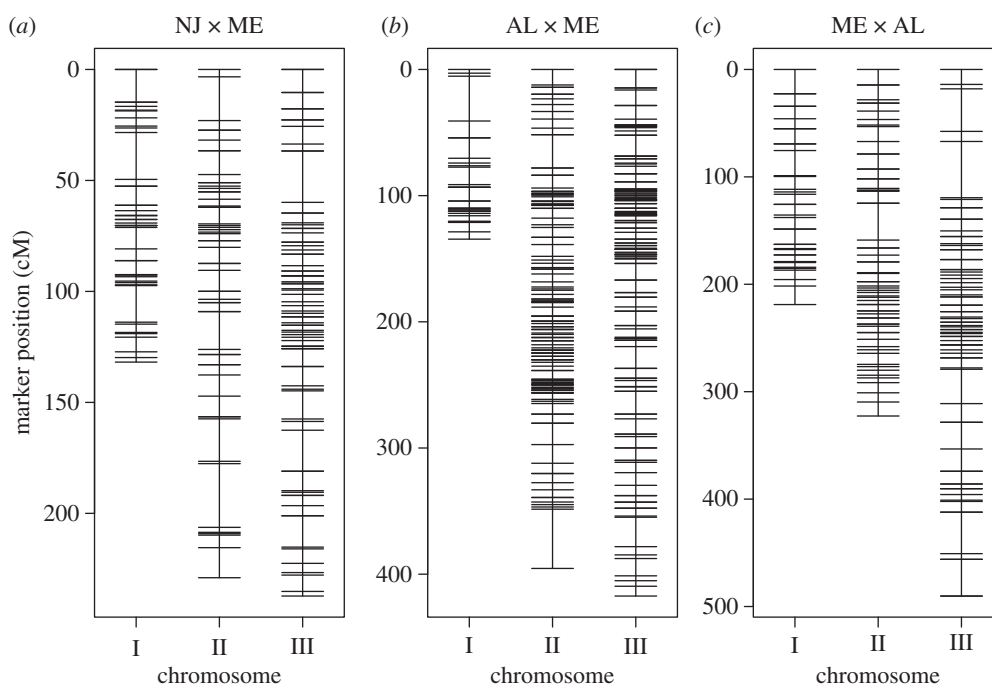 (a) NJ × ME
0
50
100
150
200
marker position (cM)
I II III
chromosome
(b) AL × ME
0
100
200
300
400
I II III
chromosome
(c) ME × AL
0
100
200
300
400
500
I II III
chromosome